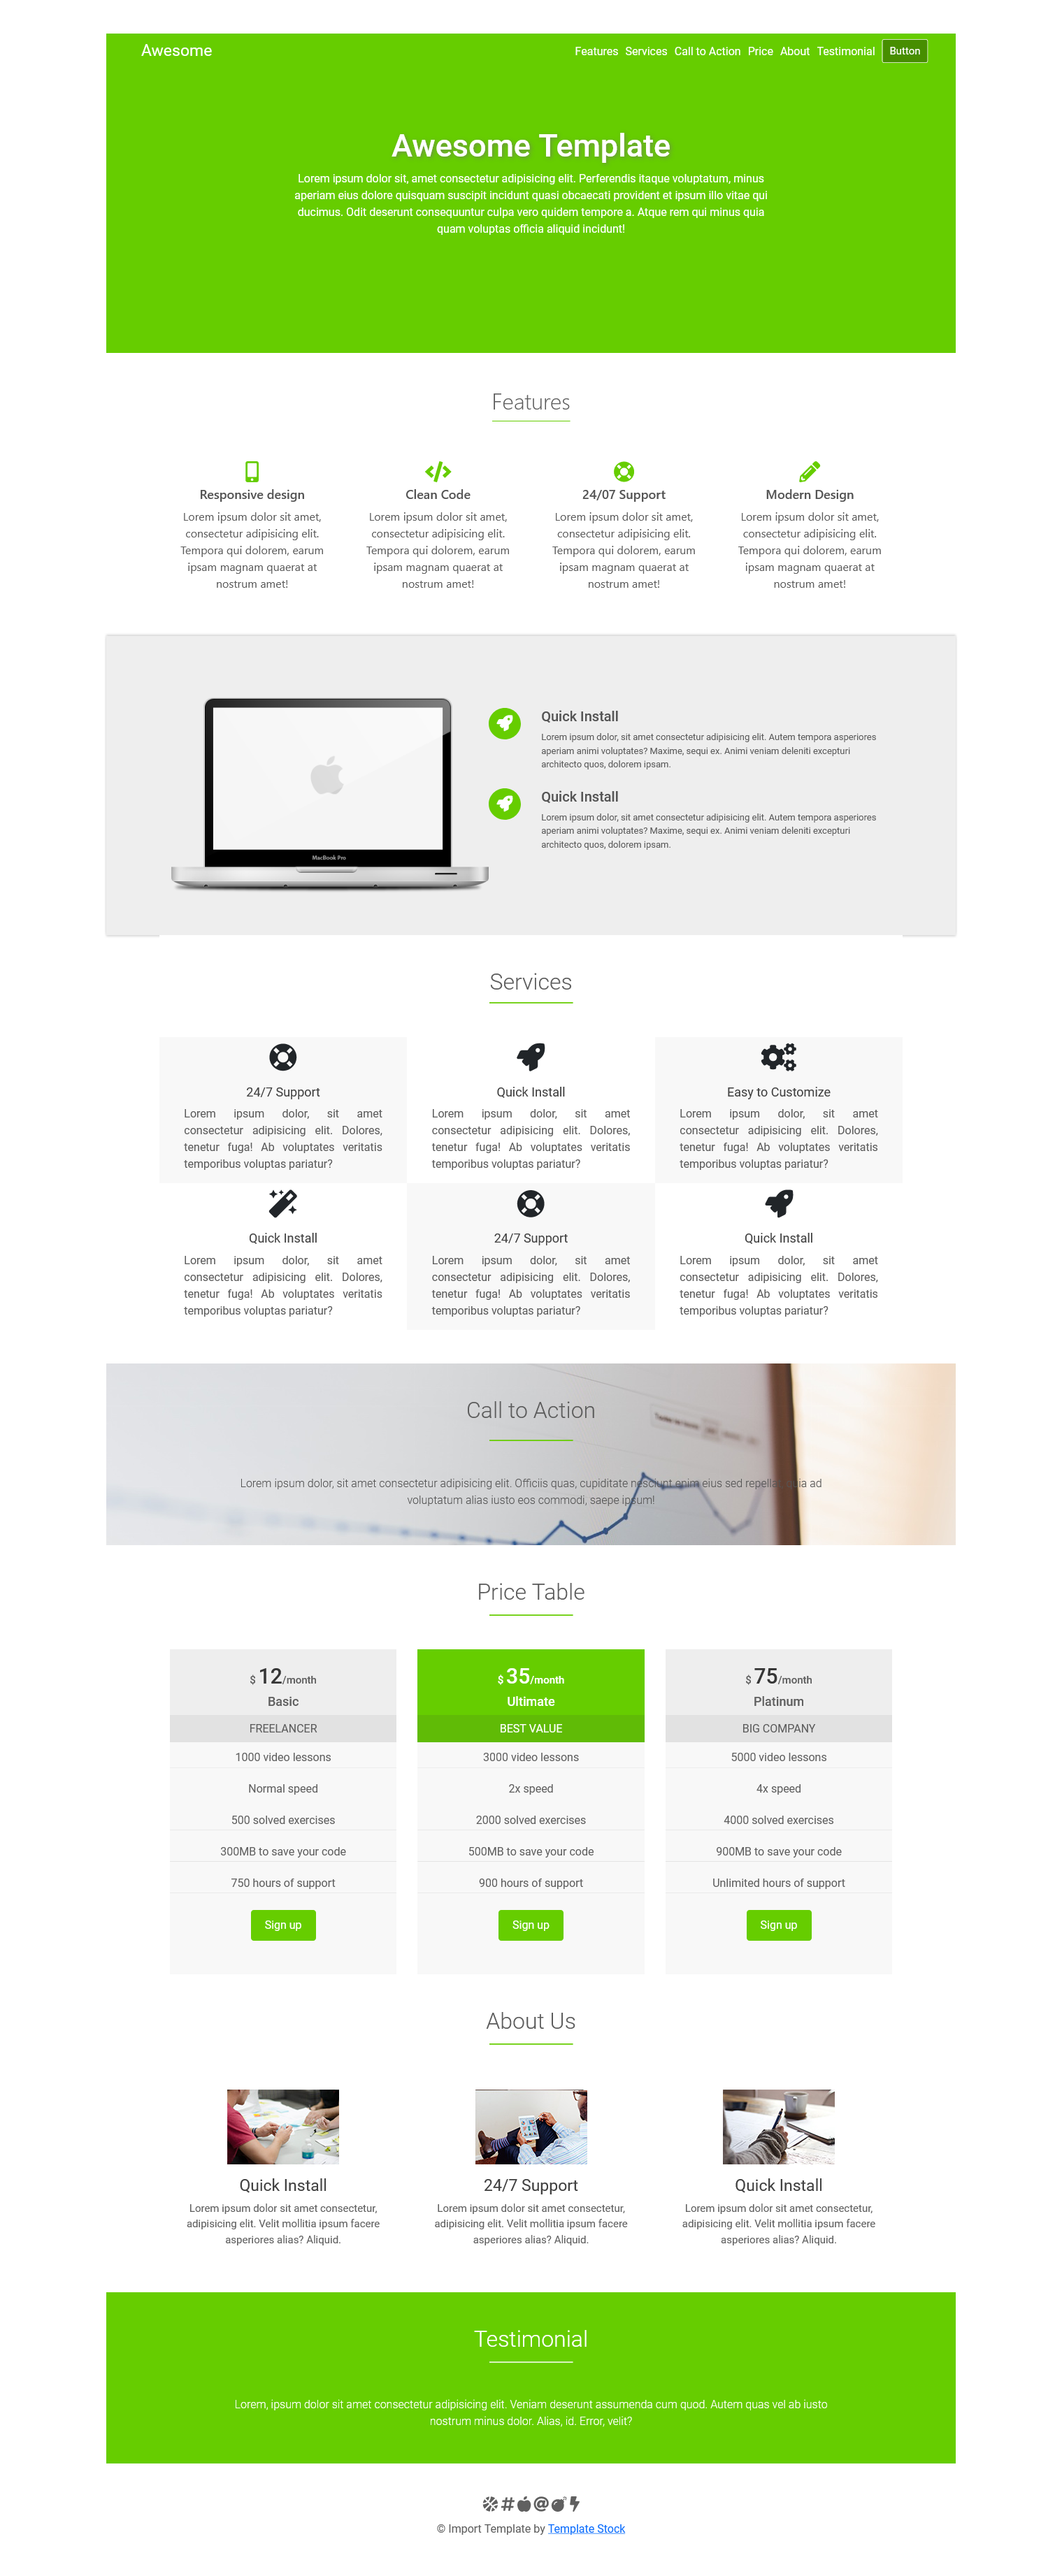 Awesome
Features Services Call to Action Price About Testimonial Button
Awesome Template
Lorem ipsum dolor sit, amet consectetur adipisicing elit. Perferendis itaque voluptatum, minus
aperiam eius dolore quisquam suscipit incidunt quasi obcaecati provident et ipsum illo vitae qui
ducimus. Odit deserunt consequuntur culpa vero quidem tempore a. Atque rem qui minus quia
quam voluptas officia aliquid incidunt!
Features
Responsive design
Lorem ipsum dolor sit amet,
consectetur adipisicing elit.
Tempora qui dolorem, earum
ipsam magnam quaerat at
nostrum amet!
Clean Code
Lorem ipsum dolor sit amet,
consectetur adipisicing elit.
Tempora qui dolorem, earum
ipsam magnam quaerat at
nostrum amet!
24/07 Support
Lorem ipsum dolor sit amet,
consectetur adipisicing elit.
Tempora qui dolorem, earum
ipsam magnam quaerat at
nostrum amet!
Modern Design
Lorem ipsum dolor sit amet,
consectetur adipisicing elit.
Tempora qui dolorem, earum
ipsam magnam quaerat at
nostrum amet!
MacBook Pro
Quick Install
Lorem ipsum dolor, sit amet consectetur adipisicing elit. Autem tempora asperiores
aperiam animi voluptates? Maxime, sequi ex. Animi veniam deleniti excepturi
architecto quos, dolorem ipsam.
Quick Install
Lorem ipsum dolor, sit amet consectetur adipisicing elit. Autem tempora asperiores
aperiam animi voluptates? Maxime, sequi ex. Animi veniam deleniti excepturi
architecto quos, dolorem ipsam.
Services
24/7 Support
Lorem ipsum dolor, sit amet
consectetur adipisicing elit. Dolores,
tenetur fuga! Ab voluptates veritatis
temporibus voluptas pariatur?
Quick Install
Lorem ipsum dolor, sit amet
consectetur adipisicing elit. Dolores,
tenetur fuga! Ab voluptates veritatis
temporibus voluptas pariatur?
Easy to Customize
Lorem ipsum dolor, sit amet
consectetur adipisicing elit. Dolores,
tenetur fuga! Ab voluptates veritatis
temporibus voluptas pariatur?
Quick Install
Lorem ipsum dolor, sit amet
consectetur adipisicing elit. Dolores,
tenetur fuga! Ab voluptates veritatis
temporibus voluptas pariatur?
24/7 Support
Lorem ipsum dolor, sit amet
consectetur adipisicing elit. Dolores,
tenetur fuga! Ab voluptates veritatis
temporibus voluptas pariatur?
Quick Install
Lorem ipsum dolor, sit amet
consectetur adipisicing elit. Dolores,
tenetur fuga! Ab voluptates veritatis
temporibus voluptas pariatur?
Call to Action
Lorem ipsum dolor, sit amet consectetur adipisicing elit. Officiis quas, cupiditate nesciunt enim eius sed repellat quia ad
voluptatum alias iusto eos commodi, saepe ipsum!
Price Table
$ 12/month
Basic
FREELANCER
1000 video lessons
Normal speed
500 solved exercises
300MB to save your code
750 hours of support
Sign up
$ 35/month
Ultimate
BEST VALUE
3000 video lessons
2x speed
2000 solved exercises
500MB to save your code
900 hours of support
Sign up
$ 75/month
Platinum
BIG COMPANY
5000 video lessons
4x speed
4000 solved exercises
900MB to save your code
Unlimited hours of support
Sign up
About Us
Quick Install
Lorem ipsum dolor sit amet consectetur,
adipisicing elit. Velit mollitia ipsum facere
asperiores alias? Aliquid.
24/7 Support
Lorem ipsum dolor sit amet consectetur,
adipisicing elit. Velit mollitia ipsum facere
asperiores alias? Aliquid.
Quick Install
Lorem ipsum dolor sit amet consectetur,
adipisicing elit. Velit mollitia ipsum facere
asperiores alias? Aliquid.
Testimonial
Lorem, ipsum dolor sit amet consectetur adipisicing elit. Veniam deserunt assumenda cum quod. Autem quas vel ab iusto
nostrum minus dolor. Alias, id. Error, velit?
© Import Template by Template Stock